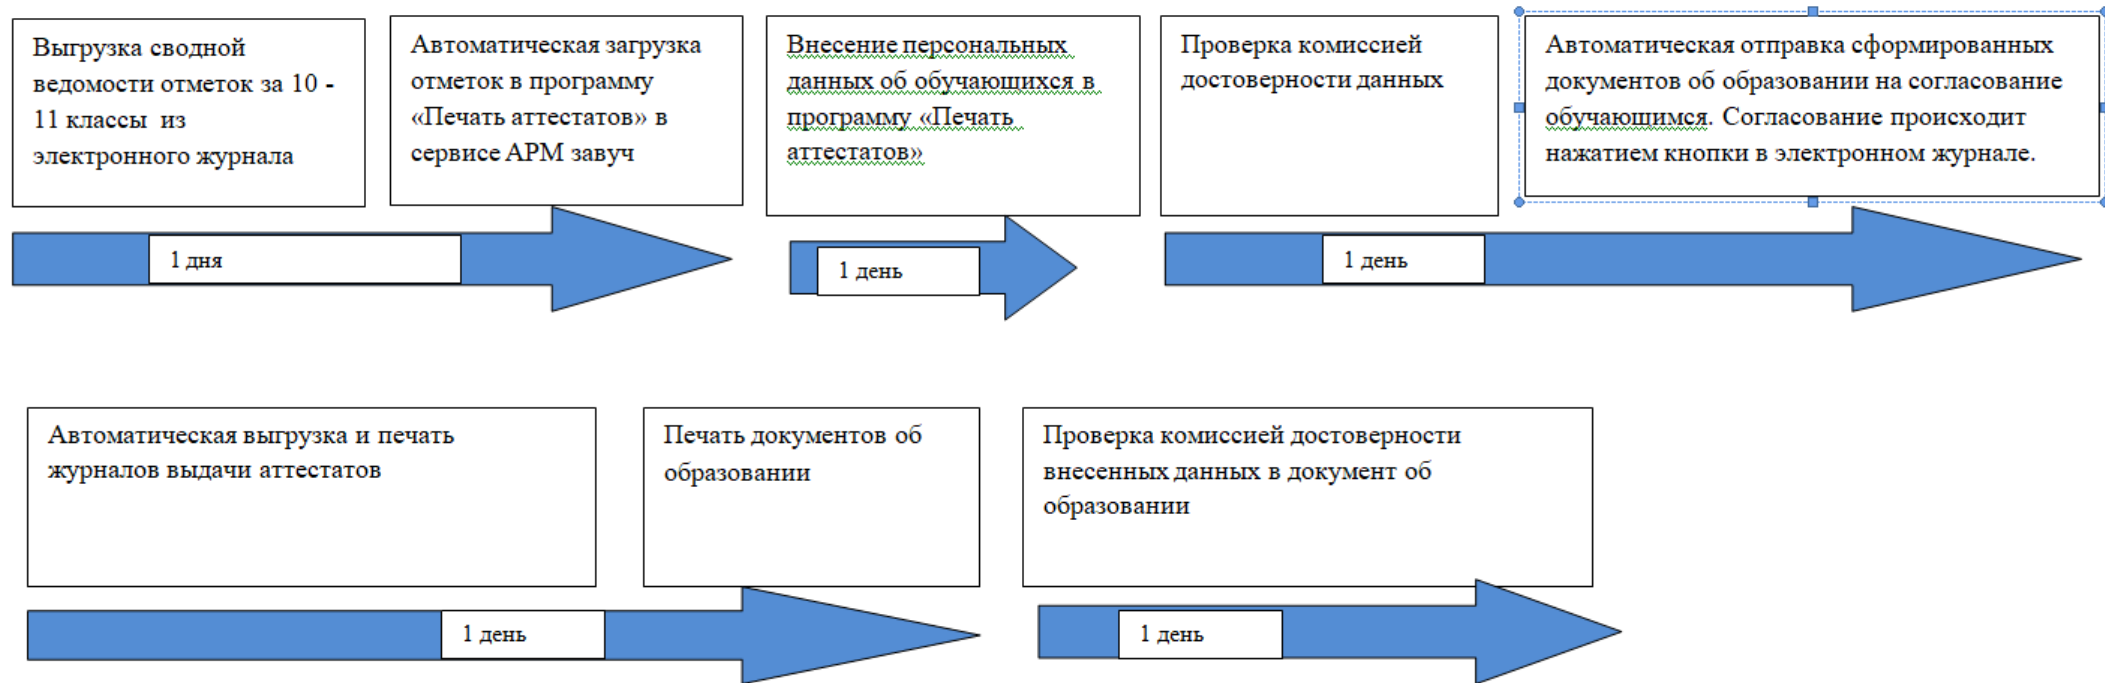 Выгрузка сводной
ведомости отметок за 10 -
11 классы  из
электронного журнала
Автоматическая загрузка
отметок в программу
«Печать аттестатов» в
сервисе АРМ завуч
Внесение персональных
данных об обучающихся в
программу «Печать
аттестатов»
Проверка комиссией
достоверности данных
Автоматическая отправка сформированных
документов об образовании на согласование
обучающимся. Согласование происходит
нажатием кнопки в электронном журнале.
1 дня
1 день
1 день
Автоматическая выгрузка и печать
журналов выдачи аттестатов
Печать документов об
образовании
Проверка комиссией достоверности
внесенных данных в документ об
образовании
1 день
1 день